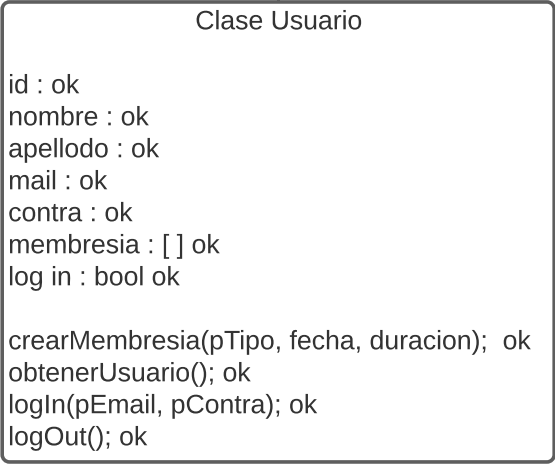 Clase Usuario
id : ok
nombre : ok
apellodo : ok
mail : ok
contra : ok
membresia : [ ] ok
log in : bool ok
crearMembresia(pTipo, fecha, duracion);  ok
obtenerUsuario(); ok
logIn(pEmail, pContra); ok
logOut(); ok